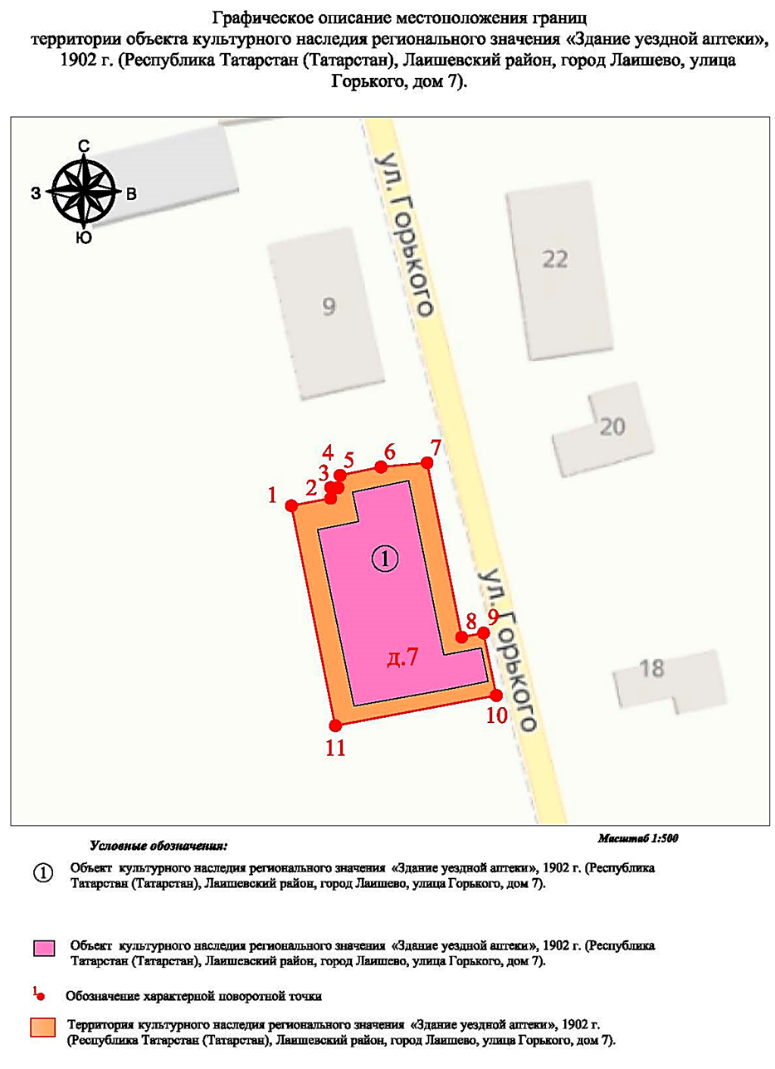 Графическое описание местоположения границ
территории объекта культурного наследия регионального значения «Здание уездной аптеки»,
1902 г. (Республика Татарстан (Татарстан), Лаишевский район, город Лаишево, улица
Горького, дом 7).
С
З
В
Ю
ул. Горького
22
9
20
4
5
6
7
3
2
1
1
8
9
ул. Горького
д.7
18
10
11
Масштаб 1:500
Условные обозначения:
1
Объект культурного наследия регионального значения «Здание уездной аптеки», 1902 г. (Республика
Татарстан (Татарстан), Лаишевский район, город Лаишево, улица Горького, дом 7).
Объект культурного наследия регионального значения «Здание уездной аптеки», 1902 г. (Республика
Татарстан (Татарстан), Лаишевский район, город Лаишево, улица Горького, дом 7).
1
Обозначение характерной поворотной точки
Территория культурного наследия регионального значения «Здание уездной аптеки», 1902 г.
(Республика Татарстан (Татарстан), Лаишевский район, город Лаишево, улица Горького, дом 7).